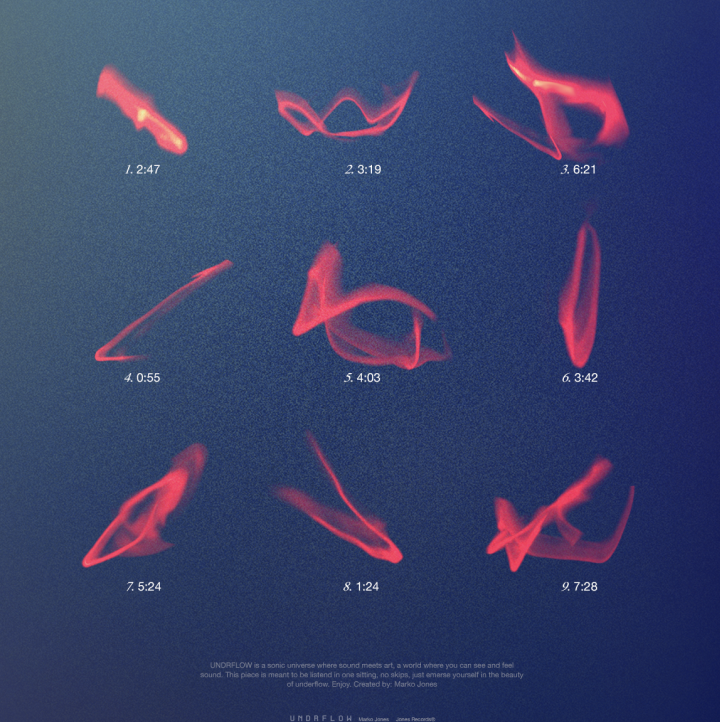 1. 2:47
2. 3:19
3. 6:21
4. 0:55
5. 4:03
6. 3:42
7. 5:24
8. 1:24
9. 7:28
UNDRFLOW is a sonic universe where sound meets art, a world where you can see and feel
sound. This piece is meant to be listend in one sitting, no skips, just emerse yourself in the beauty
of underflow. Enjoy. Created by: Marko Jones
UNDRFLOW Marko Jones Jones Records®